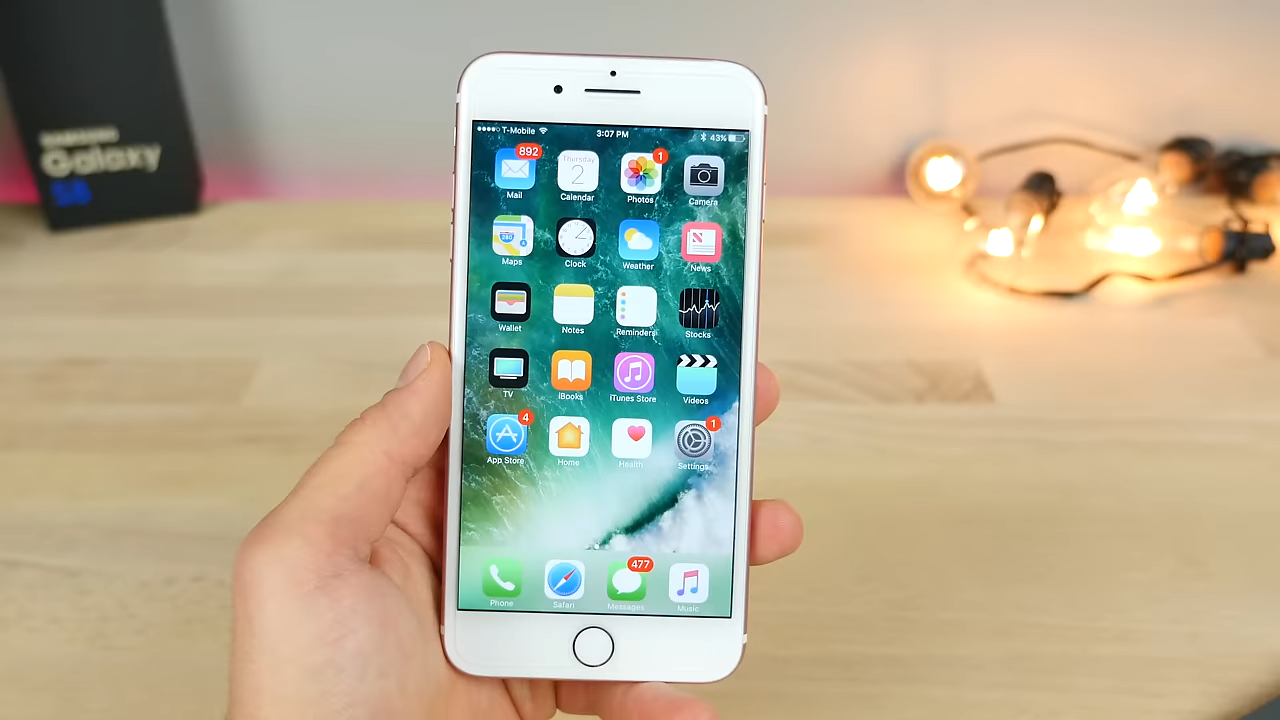 SAMSUNG
Galaxy
S8
T-Mobile 3:07 PM 43%
892 1
Thursday
2
Mail Calendar Photos Camera
280
Maps Clock Weather News
Wallet Notes Reminders Stocks
TV iBooks iTunes Store Videos
4 1
App Store Home Health Settings
477
Phone Safari Messages Music